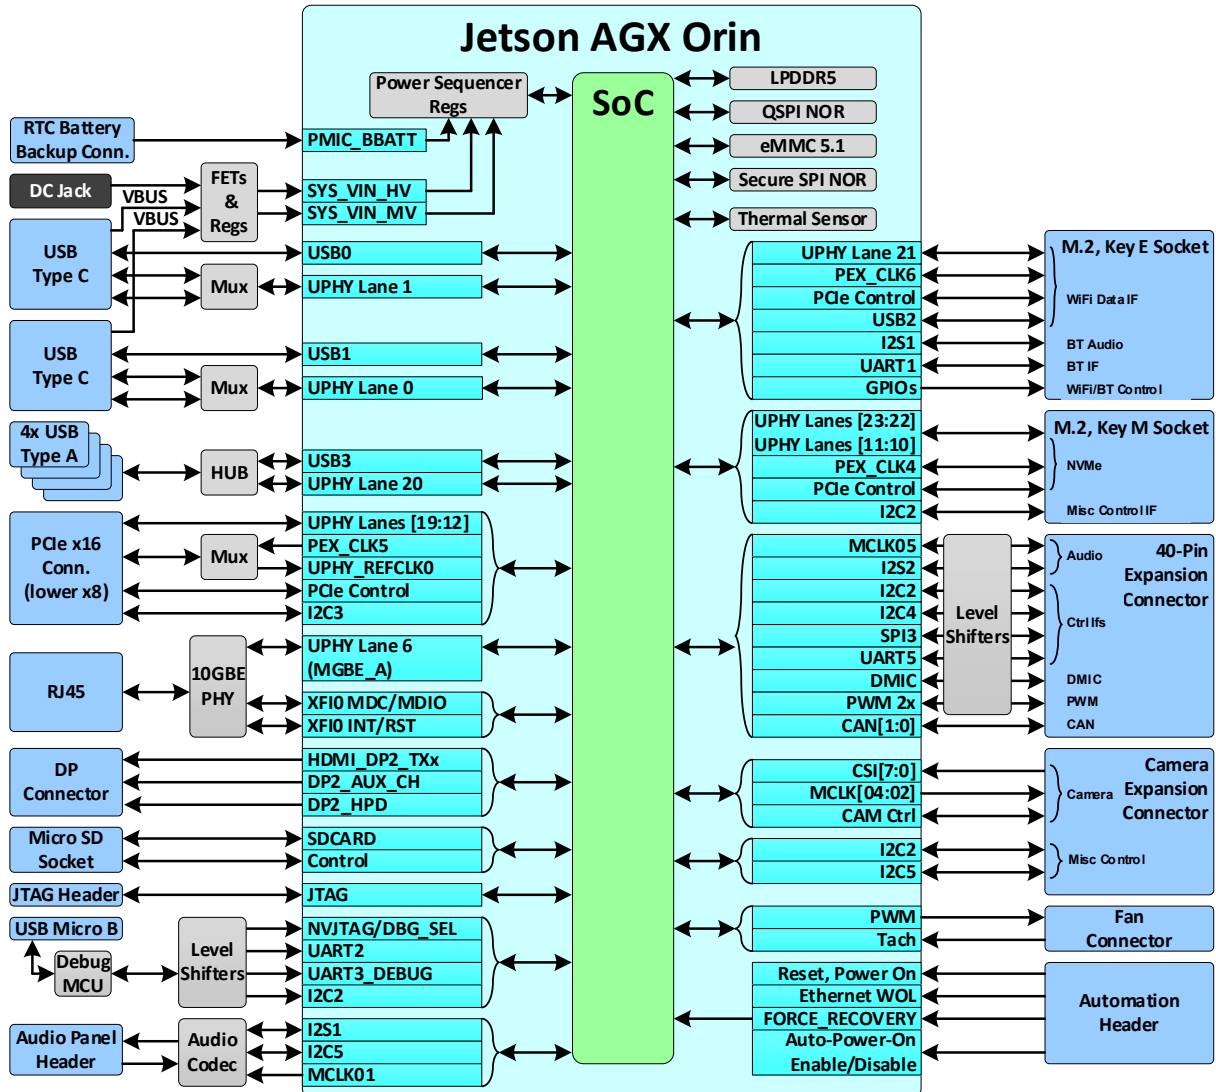 Jetson AGX Orin
SoC
Power Sequencer
Regs
RTC Battery
Backup Conn.
PMIC_BBATT
DC Jack
VBUS
VBUS
FETs
&
Regs
SYS_VIN_HV
SYS_VIN_MV
USB
Type C
USB0
Mux
UPHY Lane 1
USB
Type C
USB1
Mux
UPHY Lane 0
4x USB
Type A
HUB
USB3
UPHY Lane 20
PCIe x16
Conn.
(lower x8)
Mux
UPHY Lanes [19:12]
PEX_CLK5
UPHY_REFCLK0
PCIe Control
I2C3
RJ45
10GBE
PHY
UPHY Lane 6
(MGBE_A)
XFI0 MDC/MDIO
XFI0 INT/RST
DP
Connector
HDMI_DP2_TXx
DP2_AUX_CH
DP2_HPD
Micro SD
Socket
SDCARD
Control
JTAG Header
JTAG
USB Micro B
Debug
MCU
Level
Shifters
NVJTAG/DBG_SEL
UART2
UART3_DEBUG
I2C2
Audio Panel
Header
Audio
Codec
I2S1
I2C5
MCLK01
LPDDR5
QSPI NOR
eMMC 5.1
Secure SPI NOR
Thermal Sensor
UPHY Lane 21
PEX_CLK6
PCIe Control
USB2
I2S1
UART1
GPIOs
M.2, Key E Socket
WiFi Data IF
BT Audio
BT IF
WiFi/BT Control
UPHY Lanes [23:22]
UPHY Lanes [11:10]
PEX_CLK4
PCIe Control
I2C2
M.2, Key M Socket
NVMe
Misc Control IF
MCLK05
I2S2
I2C2
I2C4
SPI3
UART5
DMIC
PWM 2x
CAN[1:0]
Level
Shifters
Audio
Ctrl Ifs
DMIC
PWM
CAN
40-Pin
Expansion
Connector
CSI[7:0]
MCLK[04:02]
CAM Ctrl
I2C2
I2C5
Camera
Misc Control
Camera
Expansion
Connector
PWM
Tach
Fan
Connector
Reset, Power On
Ethernet WOL
FORCE_RECOVERY
Auto-Power-On
Enable/Disable
Automation
Header